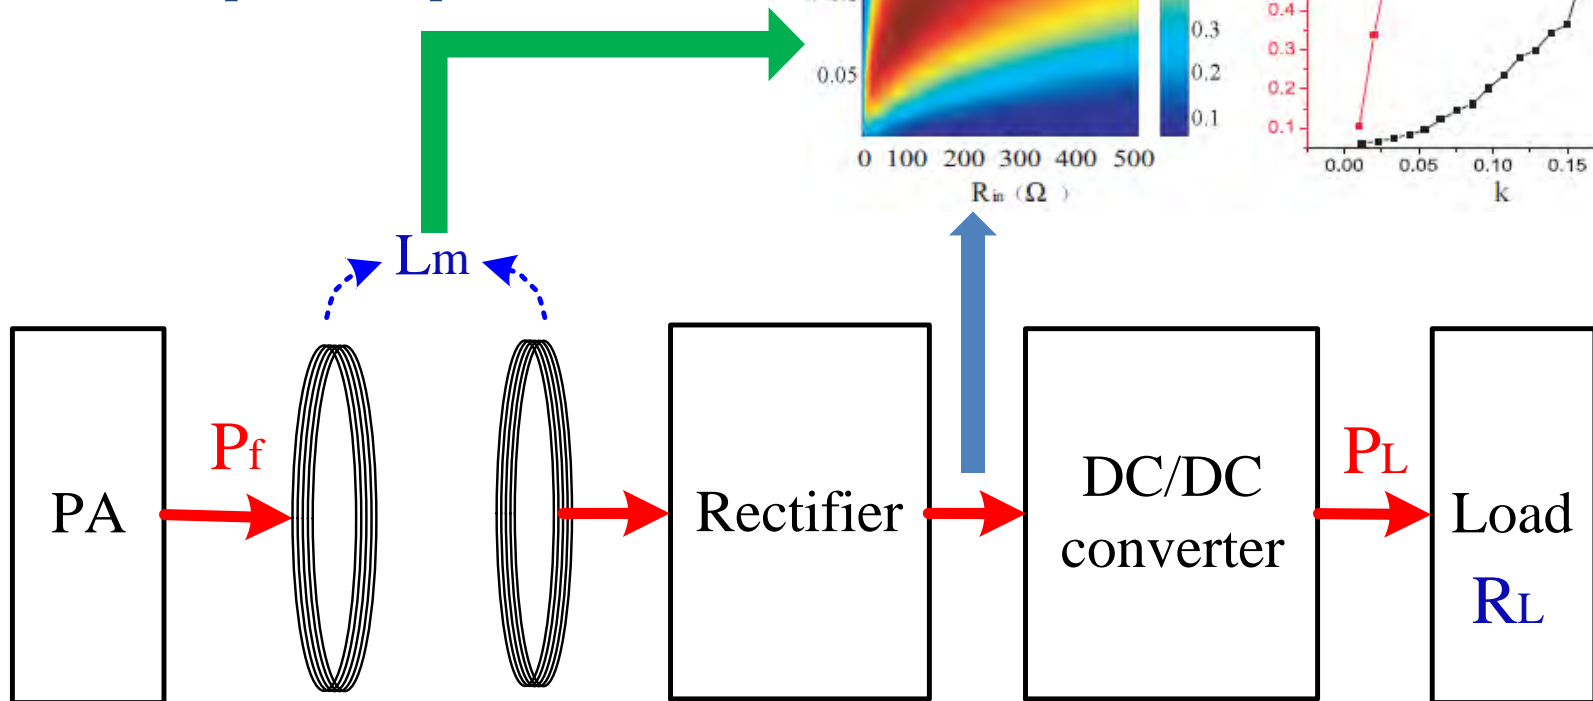 0.05
0.3
0.2
0.1
0 100 200 300 400 500
Rin (Ω)
0.4
0.3
0.2
0.1
0.00 0.05 0.10 0.15
k
Lm
PA
Pf
Rectifier
DC/DC
converter
PL
Load
RL